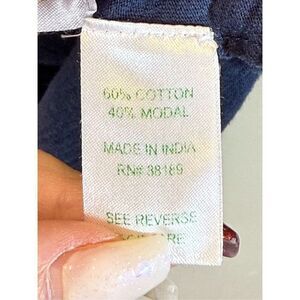 60% COTTON
40% MODAL
MADE IN INDIA
RN# 38189
SEE REVERSE